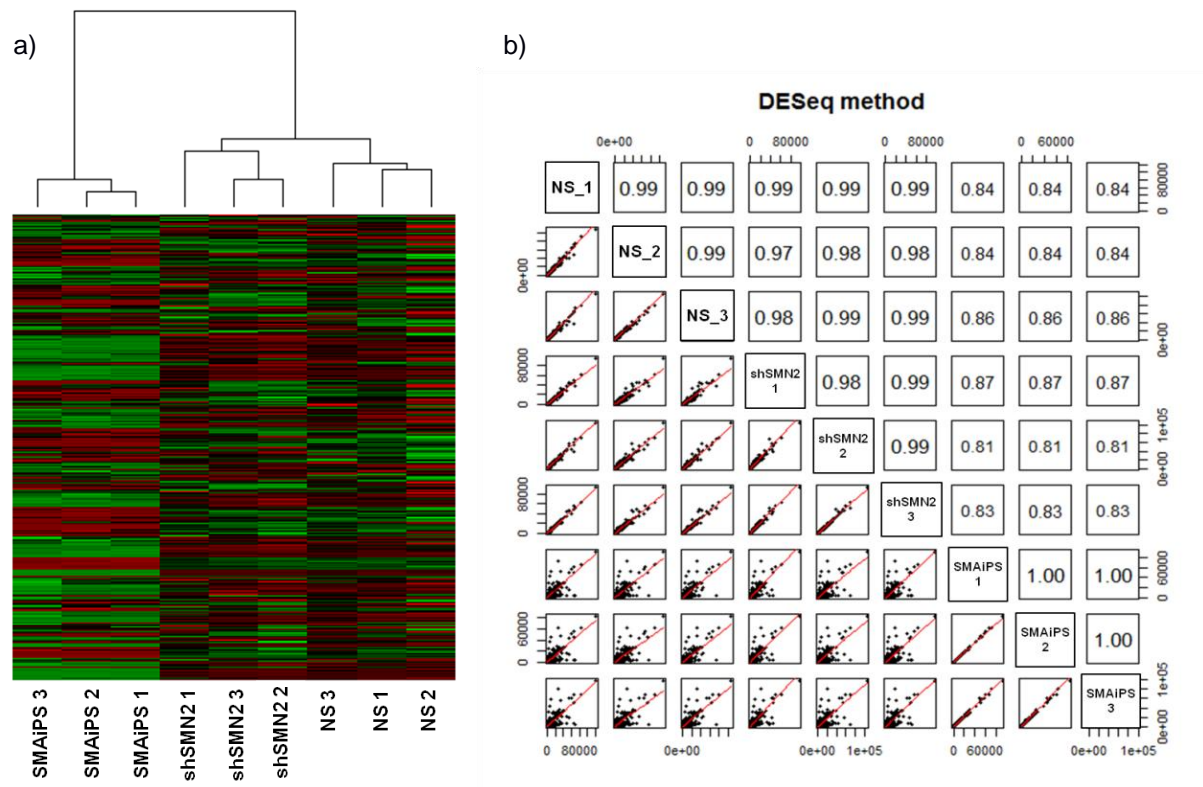 a)
b)
DESeq method
0e+00
0 80000
0 80000
0 60000
NS_1 0.99 0.99 0.99 0.99 0.99 0.84 0.84 0.84
0 80000
0e+00
NS_2 0.99 0.97 0.98 0.98 0.84 0.84 0.84
NS_3 0.98 0.99 0.99 0.86 0.86 0.86
0e+00
0 80000
shSMN2 1 0.98 0.99 0.87 0.87 0.87
shSMN2 2 0.99 0.81 0.81 0.81
0e+00 1e+05
0 80000
shSMN2 3 0.83 0.83 0.83
SMAiPS 1 1.00 1.00
0 60000
0 60000
SMAiPS 2 1.00
SMAiPS 3
0e+00 1e+05
0 80000
0e+00
0e+00 1e+05
0 60000
0e+00 1e+05
SMAiPS 3
SMAiPS 2
SMAiPS 1
shSMN2 1
shSMN2 3
shSMN2 2
NS 3
NS 1
NS 2